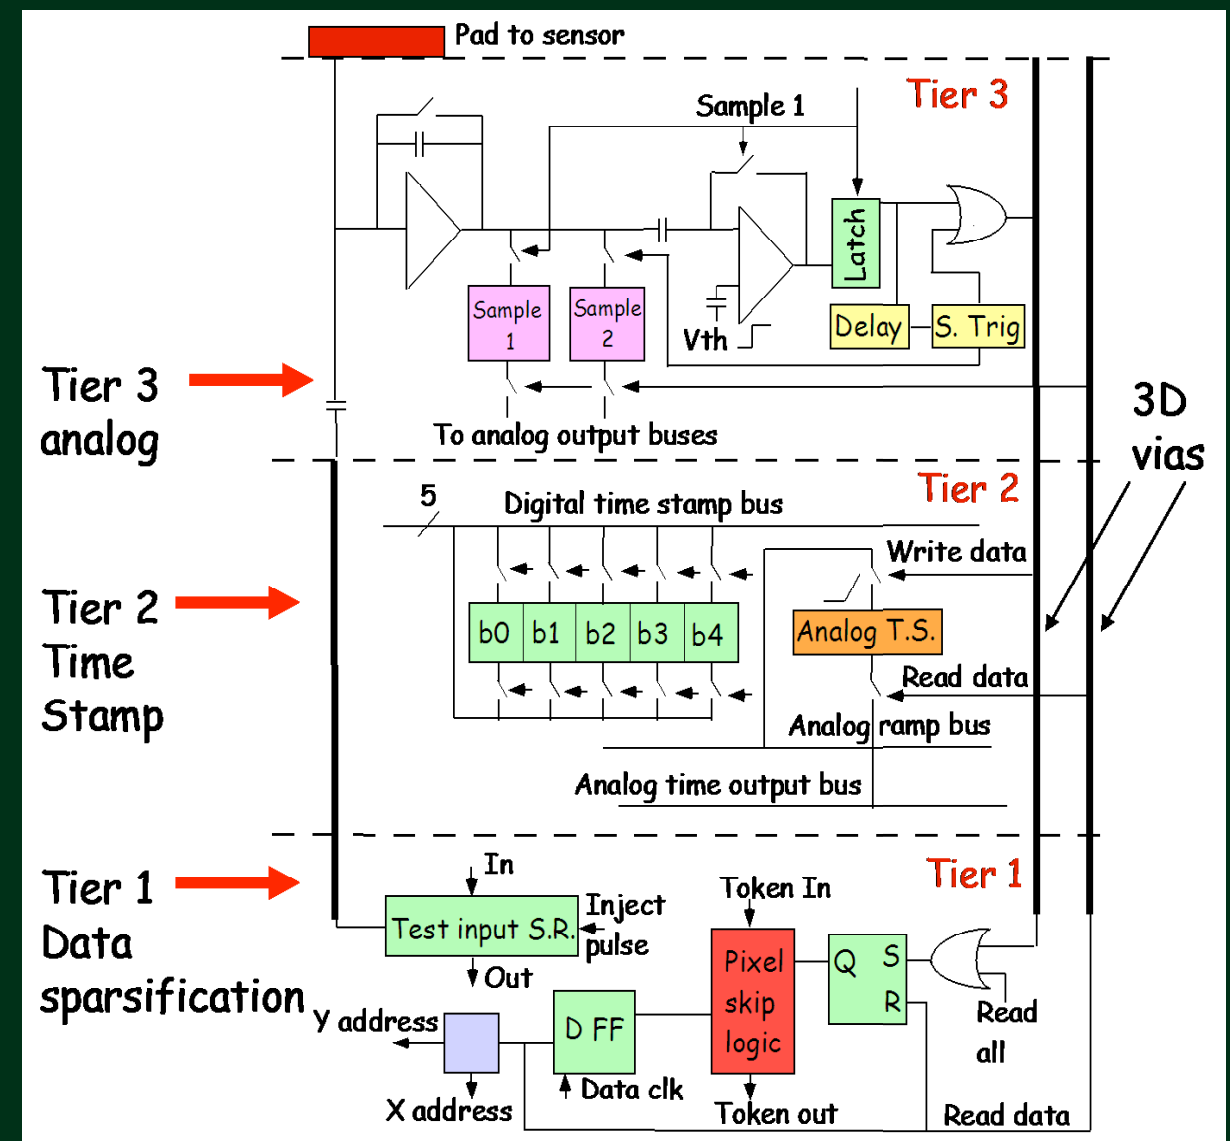 Pad to sensor
Tier 3
Sample 1
Latch
Sample
1
Sample
2
Vth
Delay
S. Trig
Tier 3
analog
To analog output buses
3D
vias
Tier 2
5
Digital time stamp bus
Write data
b0 b1 b2 b3 b4
Analog T.S.
Tier 2
Time
Stamp
Read data
Analog ramp bus
Analog time output bus
Tier 1
In
Token In
Tier 1
Data
sparsification
Test input S.R.
Inject
pulse
Out
Pixel
skip
logic
Q S
R
Read
all
Y address
D FF
Data clk
X address
Token out
Read data